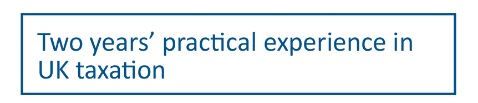 Two years’ practical experience in
UK taxation